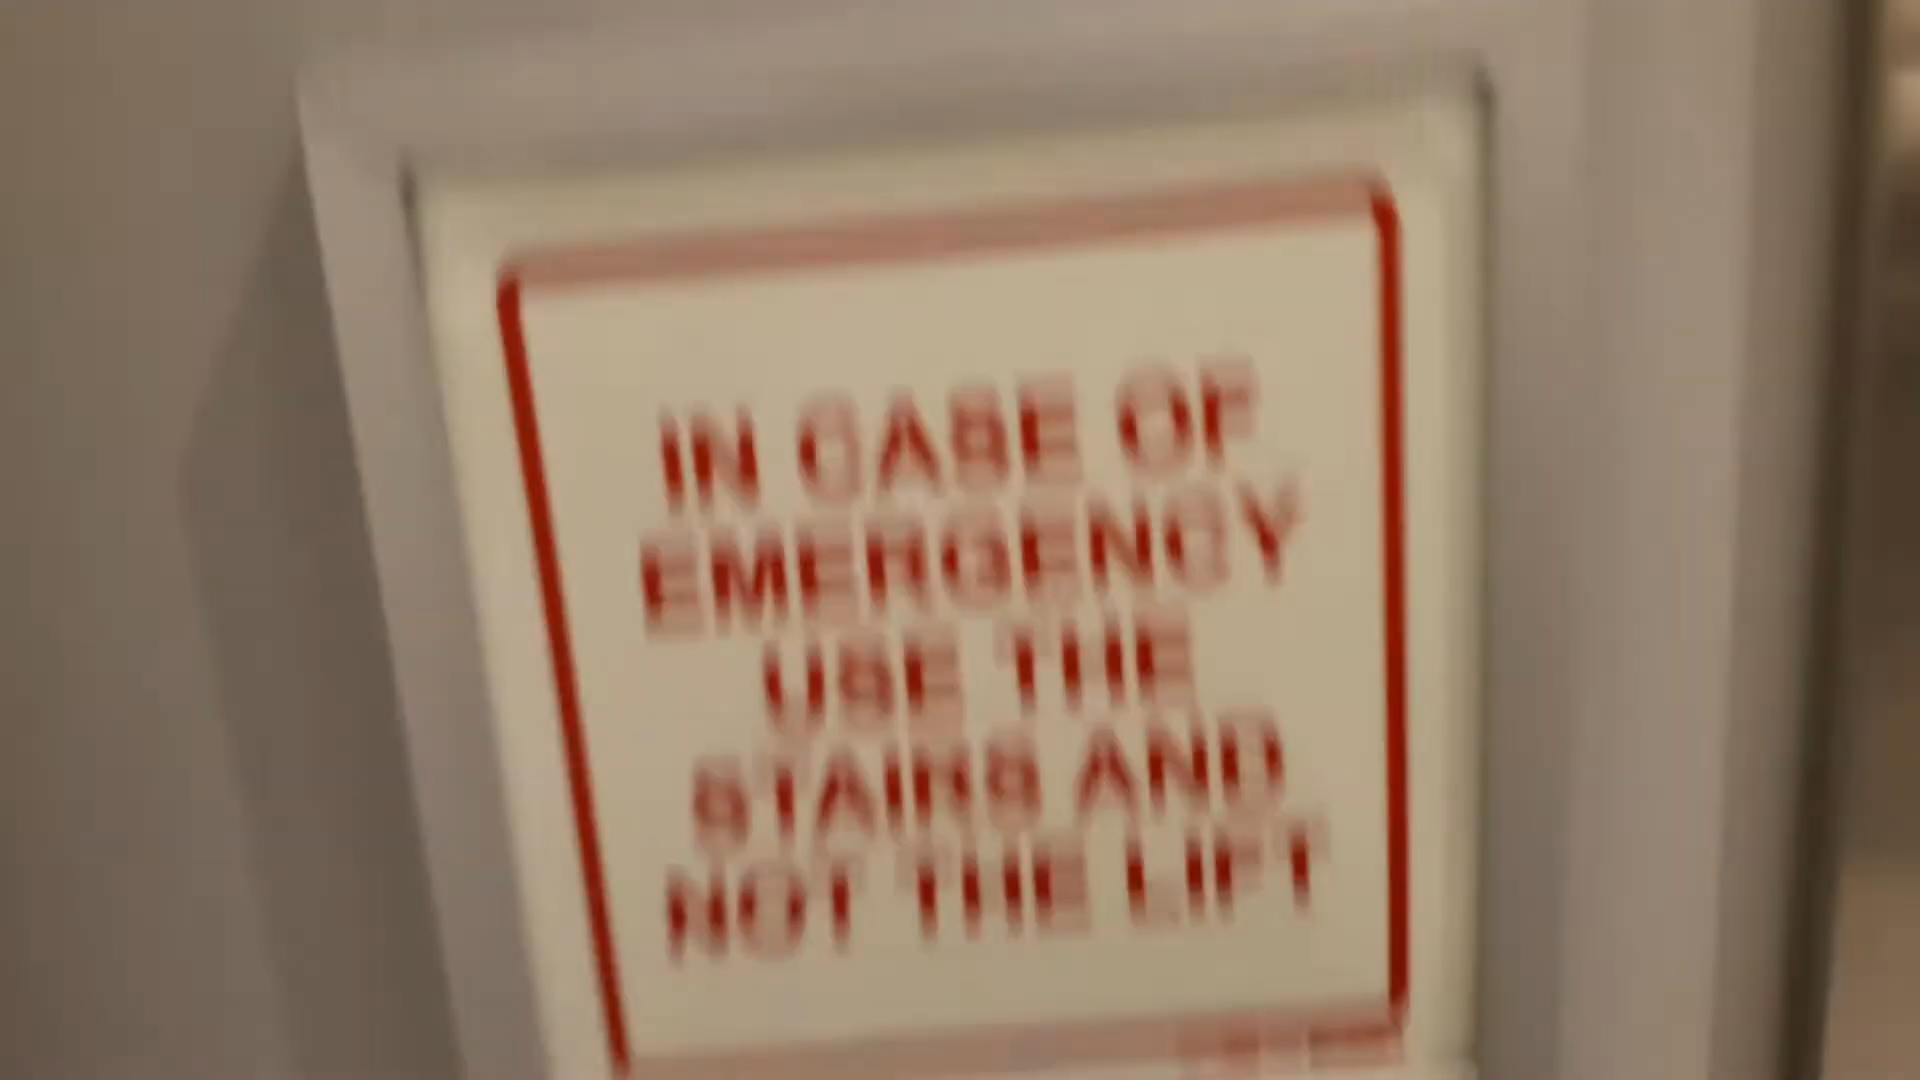 IN CASE OF
EMERGENCY
USE THE
STAIRS AND
NOT THE LIFT